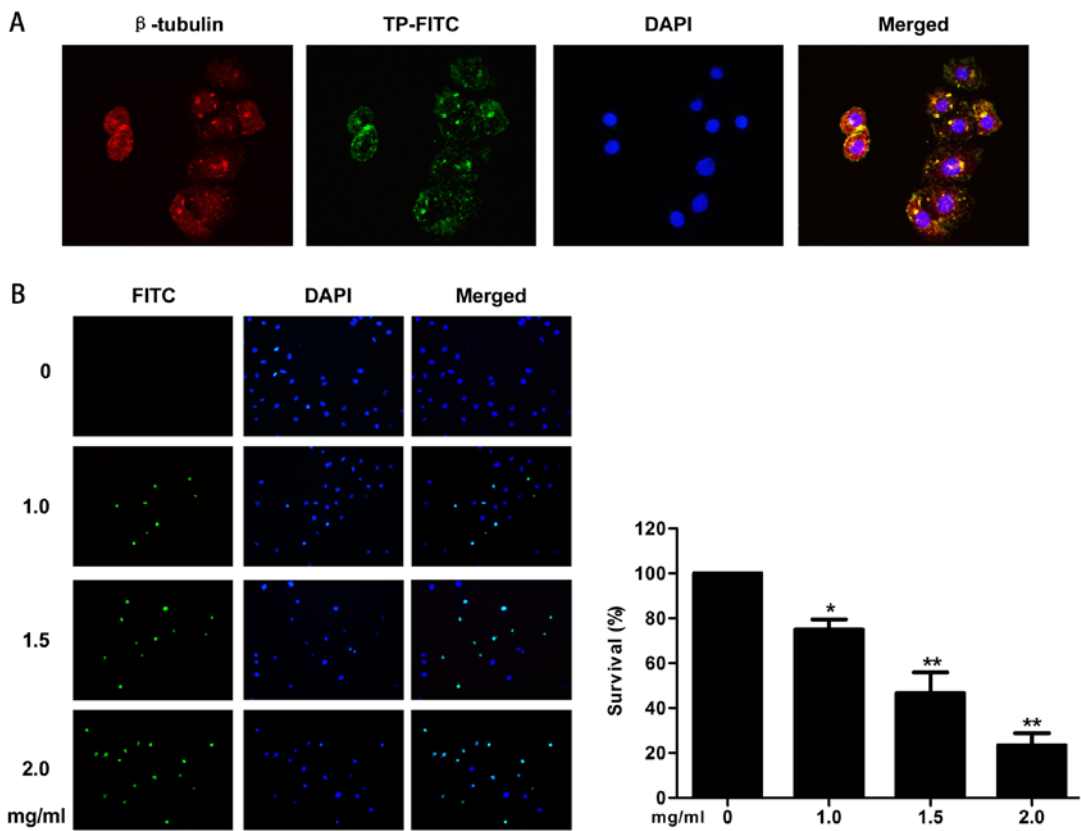 A
β-tubulin TP-FITC DAPI Merged
B
FITC DAPI Merged
0
1.0
1.5
2.0
mg/ml
120
100
80
60
40
20
0
Survival (%)
*
**
**
mg/ml 0 1.0 1.5 2.0